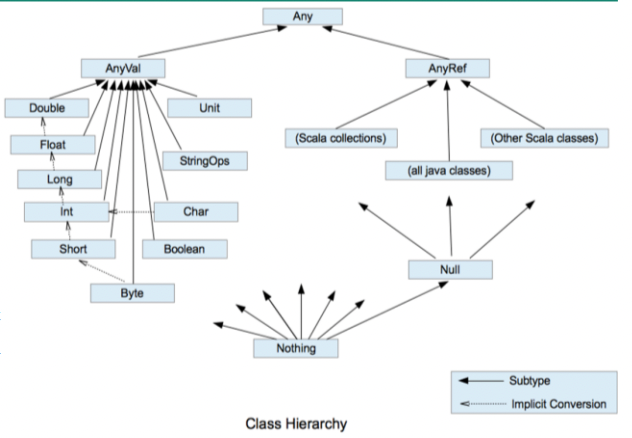 Any
AnyVal
AnyRef
Double
Unit
Float
(Scala collections)
(Other Scala classes)
StringOps
(all java classes)
Long
Int
Char
Short
Boolean
Null
Byte
Nothing
Subtype
Implicit Conversion
Class Hierarchy